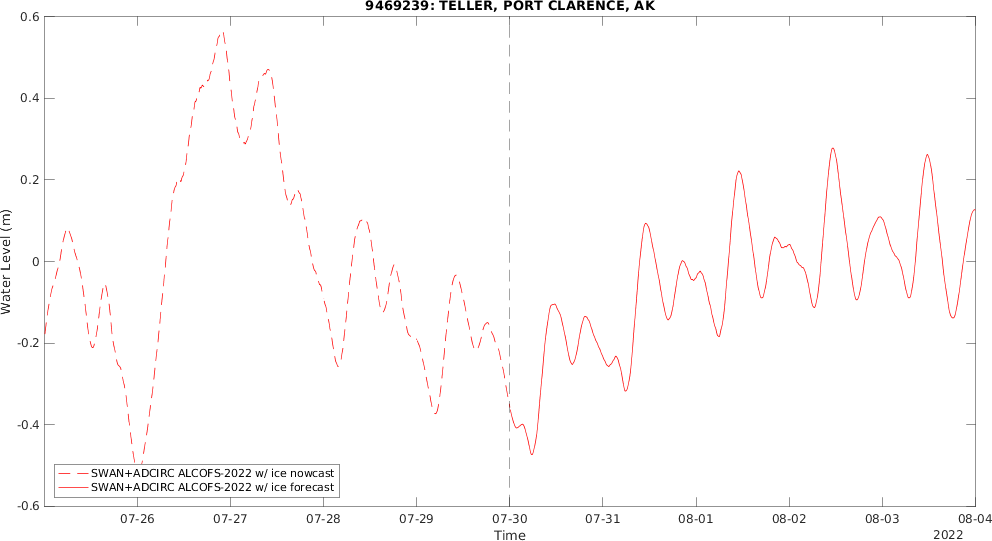 9469239: TELLER, PORT CLARENCE, AK
0.6
0.4
0.2
0
-0.2
-0.4
-0.6
Water Level (m)
SWAN+ADCIRC ALCOFS-2022 w/ ice nowcast
SWAN+ADCIRC ALCOFS-2022 w/ ice forecast
07-26 07-27 07-28 07-29 07-30 07-31 08-01 08-02 08-03 08-04
Time
2022